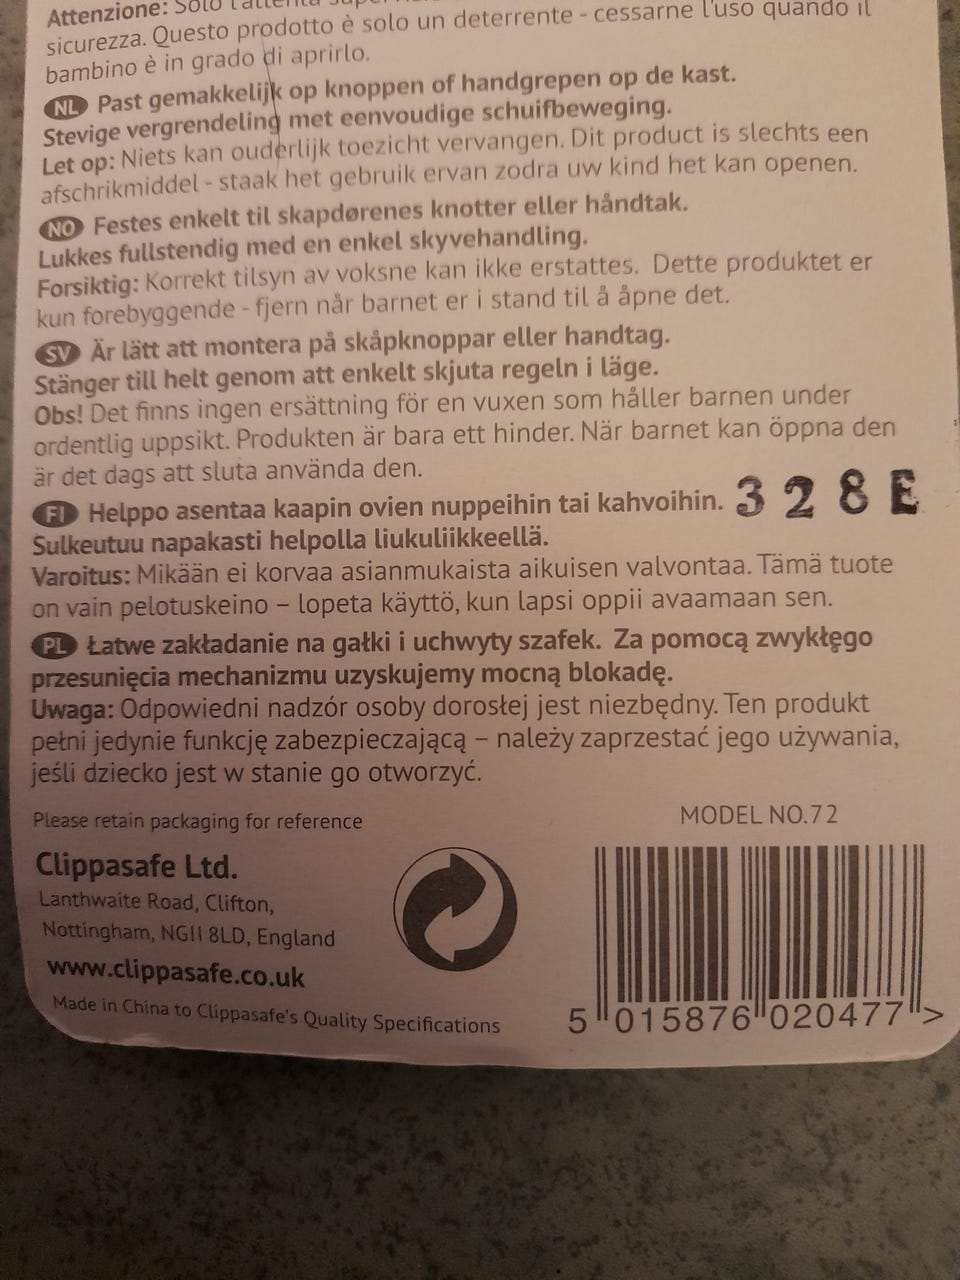 Attenzione: Solo
sicurezza. Questo prodotto è solo un deterrente - cessarne l'uso quando il
bambino è in grado di aprirlo.
NL Past gemakkelijk op knoppen of handgrepen op de kast.
Stevige vergrendeling met eenvoudige schuifbeweging.
Let op: Niets kan ouderlijk toezicht vervangen. Dit product is slechts een
afschrikmiddel - staak het gebruik ervan zodra uw kind het kan openen.
NO Festes enkelt til skapdørenes knotter eller håndtak.
Lukkes fullstendig med en enkel skyvehandling.
Forsiktig: Korrekt tilsyn av voksne kan ikke erstattes. Dette produktet er
kun forebyggende - fjern når barnet er i stand til å åpne det.
SV Är lätt att montera på skåpknoppar eller handtag.
Stänger till helt genom att enkelt skjuta regeln i läge.
Obs! Det finns ingen ersättning för en vuxen som håller barnen under
ordentlig uppsikt. Produkten är bara ett hinder. När barnet kan öppna den
är det dags att sluta använda den.
FI Helppo asentaa kaapin ovien nuppeihin tai kahvoihin. 328E
Sulkeutuu napakasti helpolla liukuliikkeellä.
Varoitus: Mikään ei korvaa asianmukaista aikuisen valvontaa. Tämä tuote
on vain pelotuskeino – lopeta käyttö, kun lapsi oppii avaamaan sen.
PL Łatwe zakładanie na gałki i uchwyty szafek. Za pomocą zwykłęgo
przesunięcia mechanizmu uzyskujemy mocną blokadę.
Uwaga: Odpowiedni nadzór osoby dorosłej jest niezbędny. Ten produkt
pełni jedynie funkcję zabezpieczającą – należy zaprzestać jego używania,
jeśli dziecko jest w stanie go otworzyć.
Please retain packaging for reference
MODEL NO.72
Clippasafe Ltd.
Lanthwaite Road, Clifton,
Nottingham, NG11 8LD, England
www.clippasafe.co.uk
Made in China to Clippasafe's Quality Specifications
5 015876 020477 >